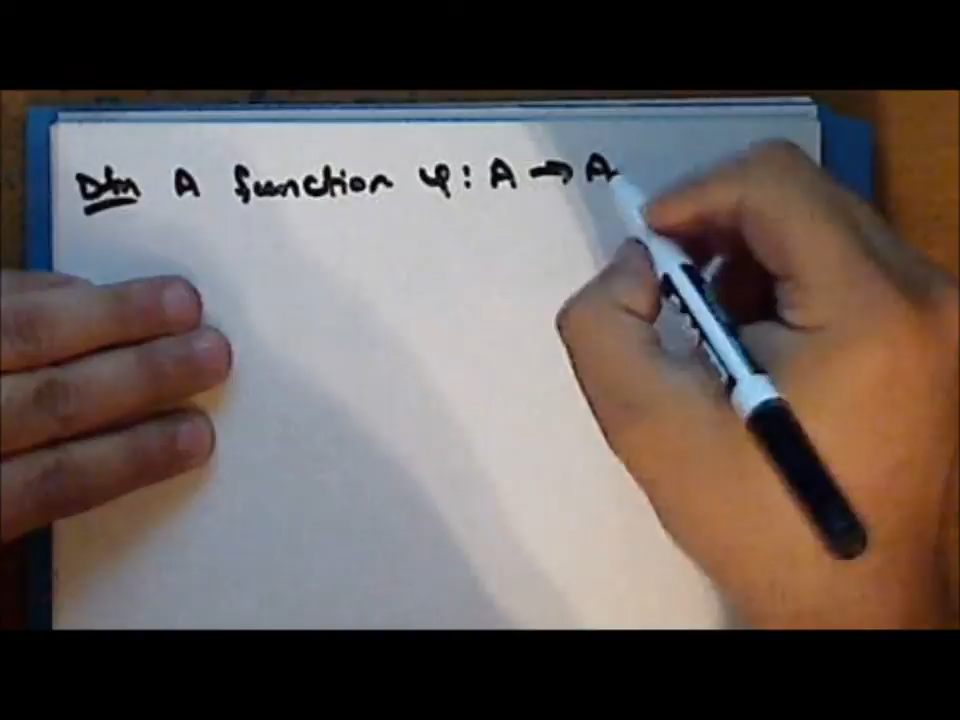 Dfn A function φ: A → A